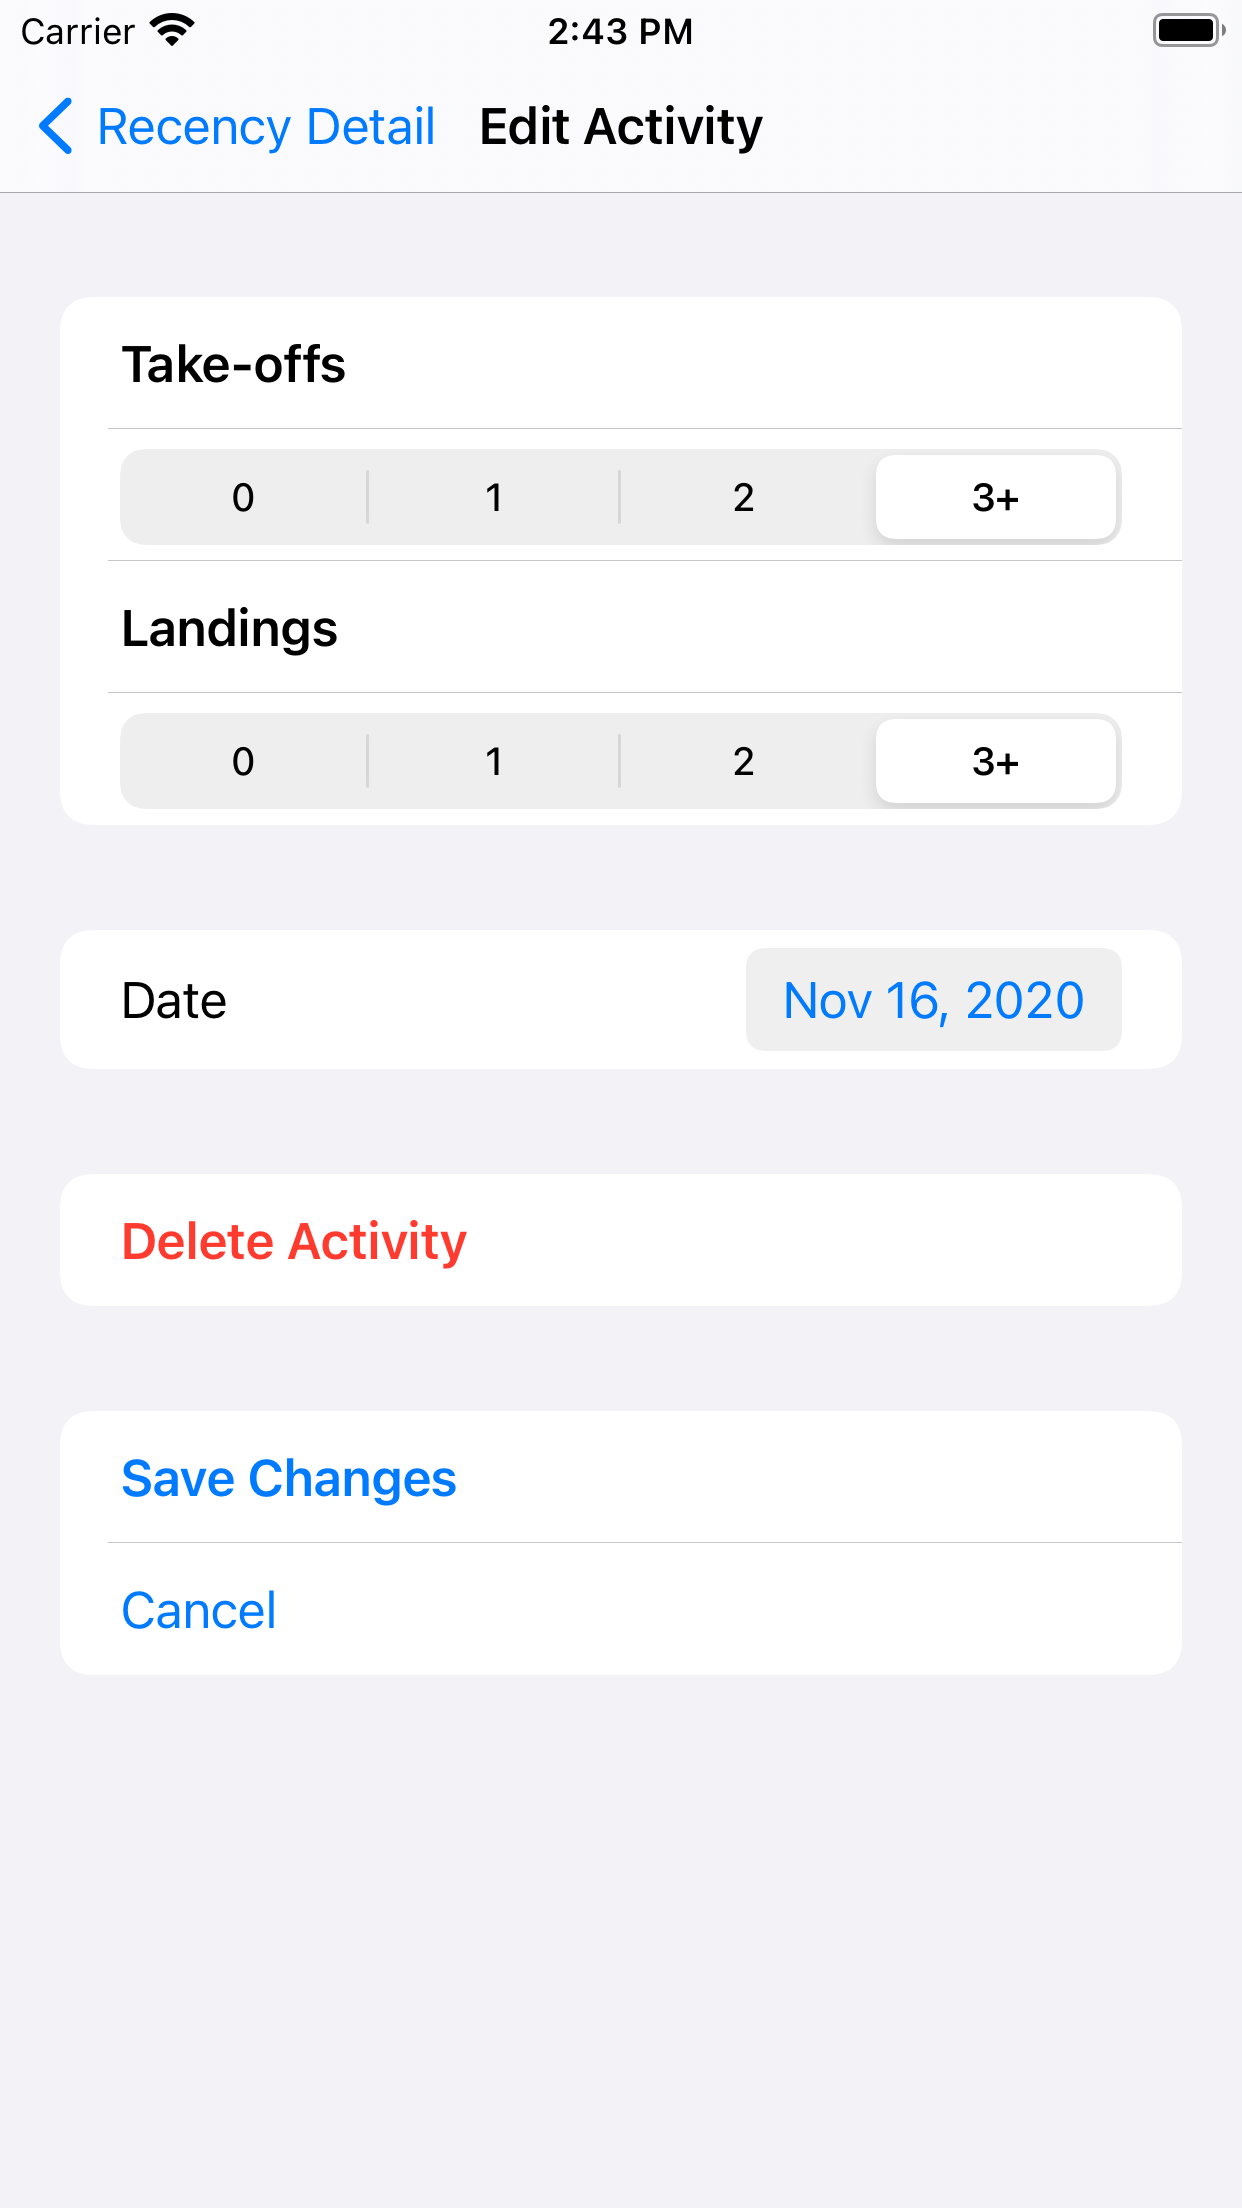 Carrier 2:43 PM
Recency Detail Edit Activity
Take-offs
0 1 2 3+
Landings
0 1 2 3+
Date Nov 16, 2020
Delete Activity
Save Changes
Cancel